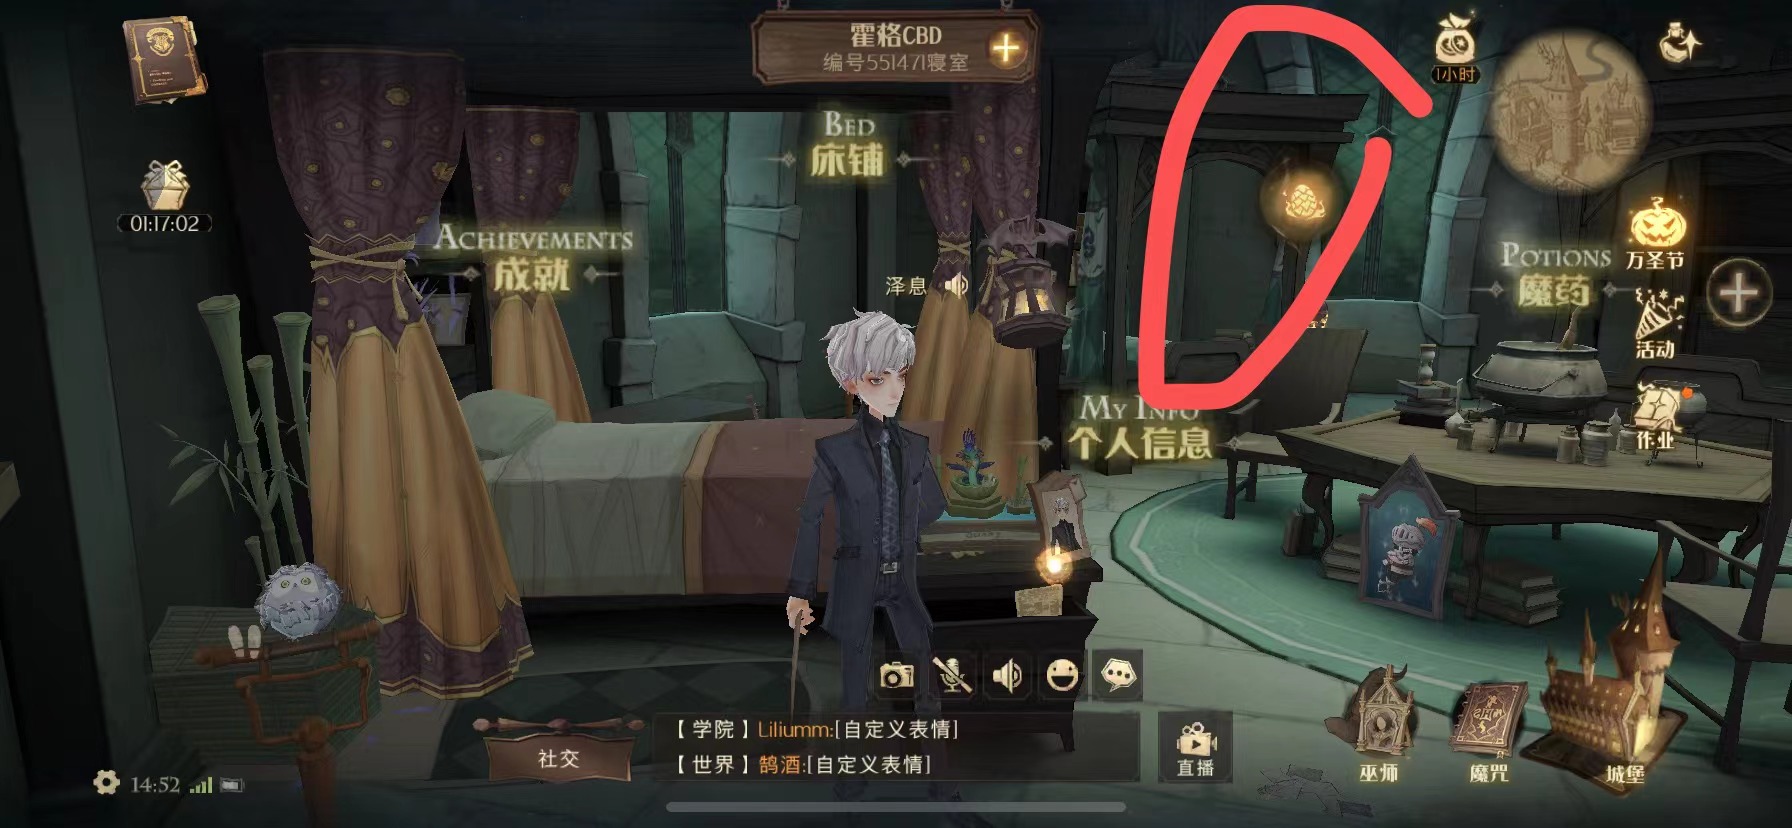 霍格CBD
编号551471寝室
1小时
01:17:02
BED
床铺
ACHIEVEMENTS
成就
泽息
POTIONS
魔药
万圣节
活动
作业
MY INFO
个人信息
社交
【学院】Liliumm:[自定义表情]
【世界】鹄酒:[自定义表情]
直播
巫师
魔咒
城堡
14:52